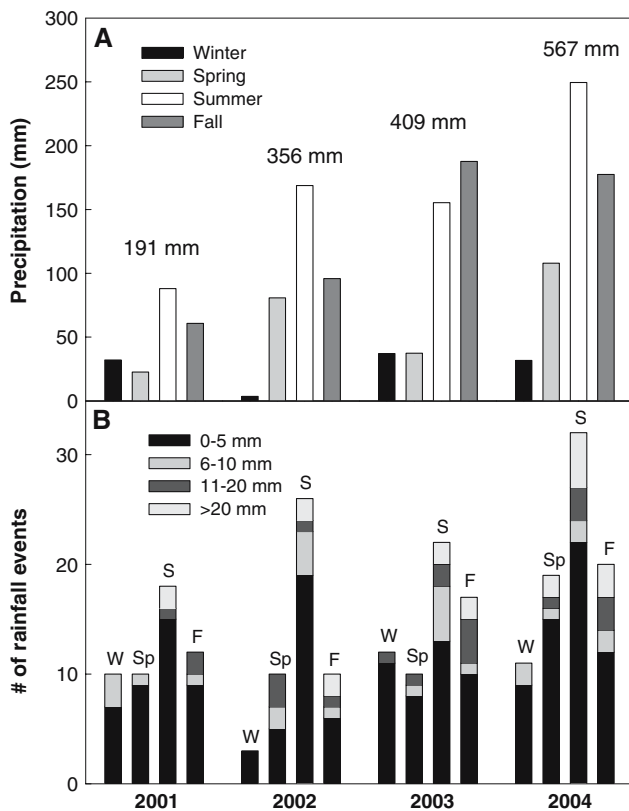 A
Winter
Spring
Summer
Fall
191 mm
356 mm
409 mm
567 mm
Precipitation (mm)
300
250
200
150
100
50
0
B
0-5 mm
6-10 mm
11-20 mm
>20 mm
# of rainfall events
30
20
10
0
W
Sp
S
F
W
Sp
S
F
W
Sp
S
F
W
Sp
S
F
2001
2002
2003
2004